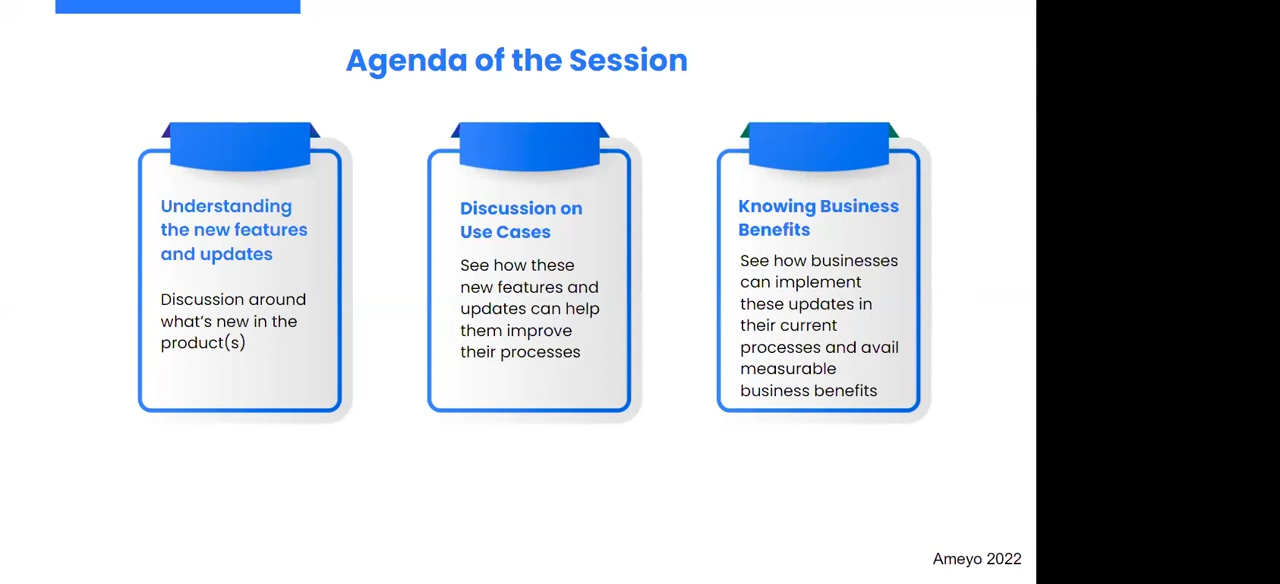 Agenda of the Session
Understanding
the new features
and updates
Discussion around
what's new in the
product(s)
Discussion on
Use Cases
See how these
new features and
updates can help
them improve
their processes
Knowing Business
Benefits
See how businesses
can implement
these updates in
their current
processes and avail
measurable
business benefits
Ameyo 2022